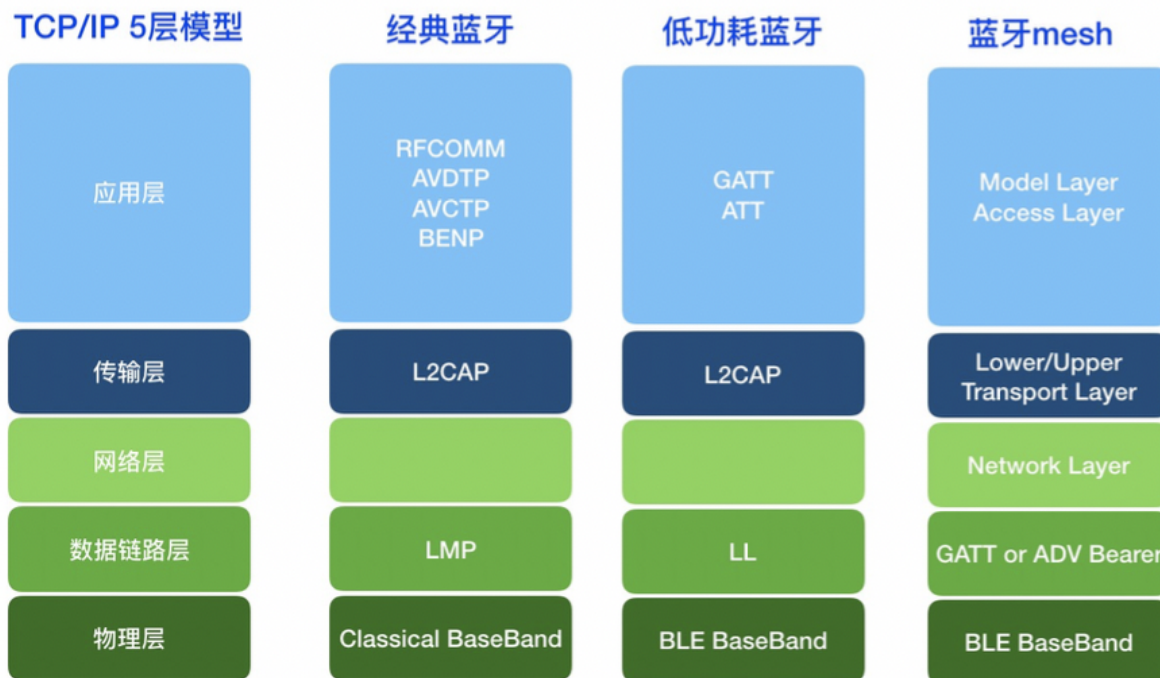 TCP/IP 5层模型
经典蓝牙
低功耗蓝牙
蓝牙mesh
应用层
RFCOMM
AVDTP
AVCTP
BENP
GATT
ATT
Model Layer
Access Layer
传输层
L2CAP
L2CAP
Lower/Upper
Transport Layer
网络层
Network Layer
数据链路层
LMP
LL
GATT or ADV Bearer
物理层
Classical BaseBand
BLE BaseBand
BLE BaseBand